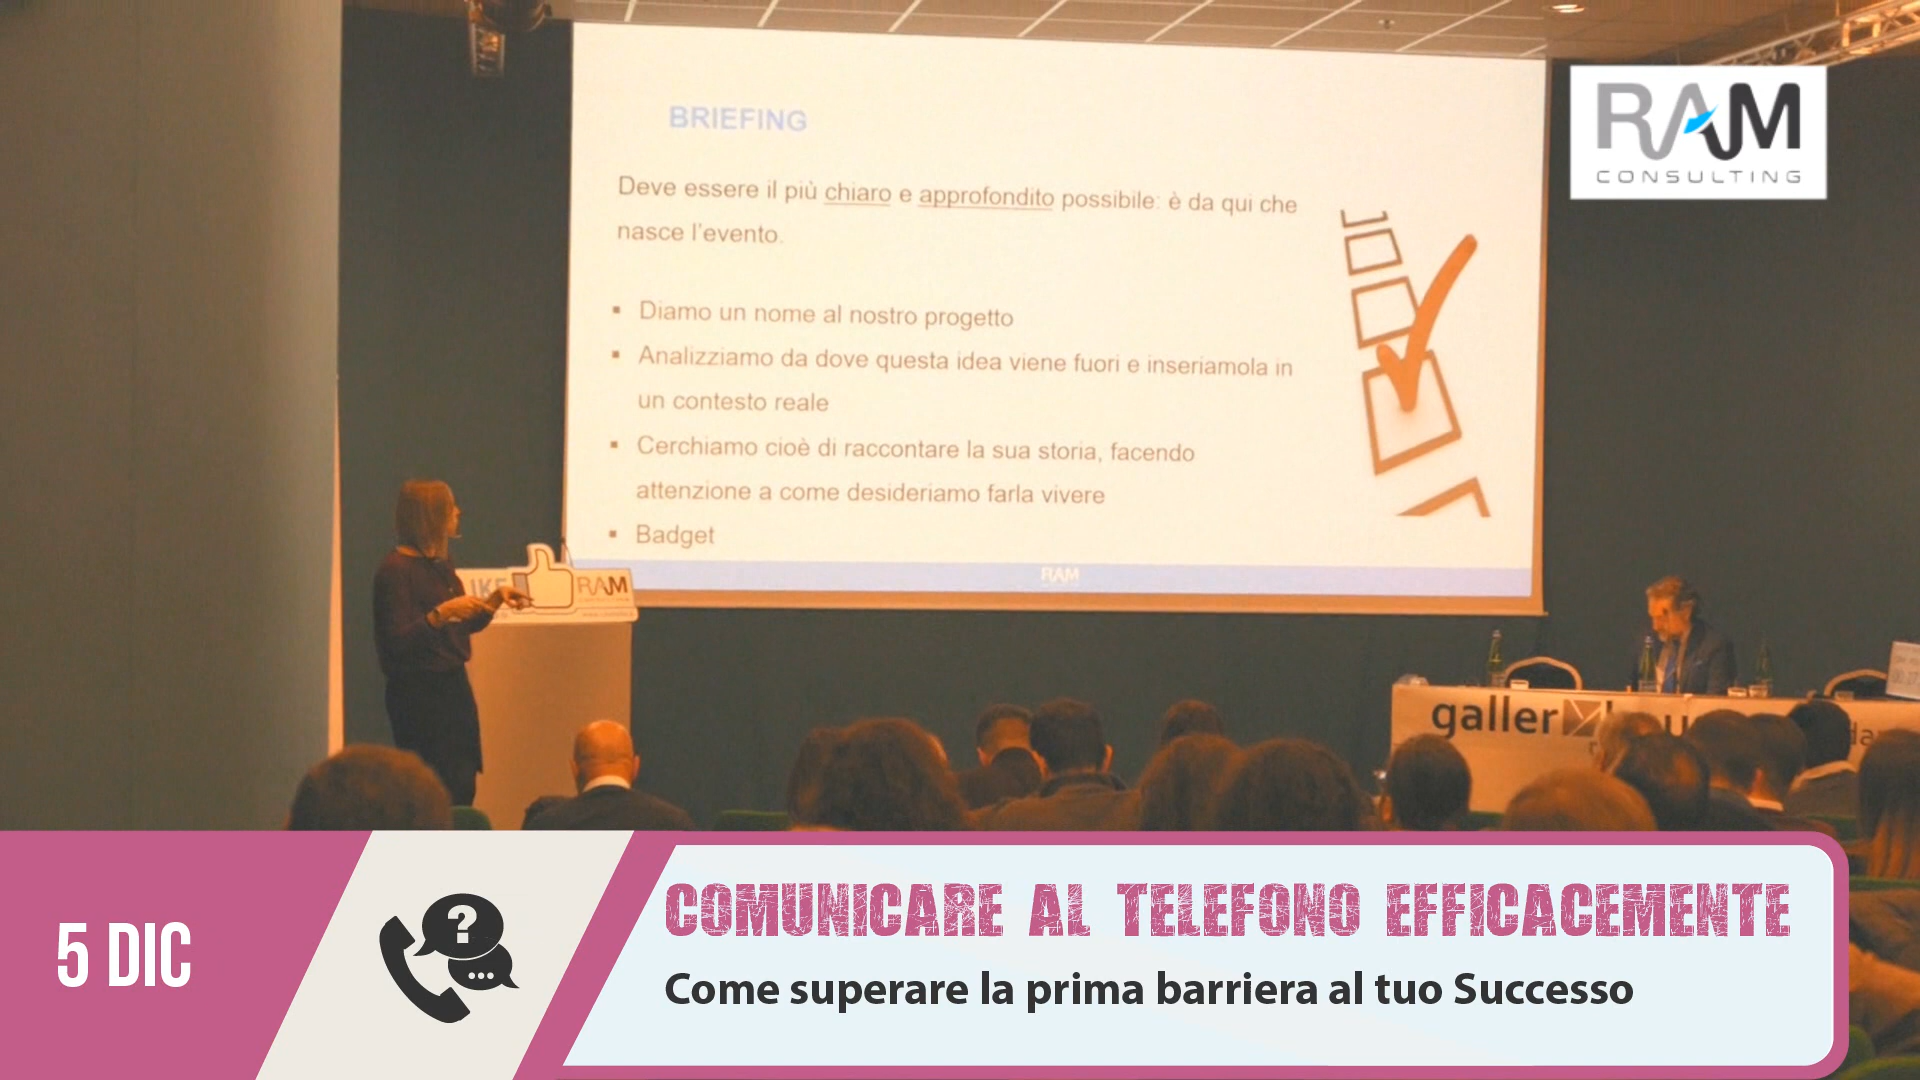 BRIEFING
Deve essere il più chiaro e approfondito possibile: è da qui che
nasce l'evento.
▪ Diamo un nome al nostro progetto
▪ Analizziamo da dove questa idea viene fuori e inseriamola in
un contesto reale
▪ Cerchiamo cioè di raccontare la sua storia, facendo
attenzione a come desideriamo farla vivere
▪ Badget
RAM
RAM
CONSULTING
RAM
galler
5 DIC
?
...
COMUNICARE AL TELEFONO EFFICACEMENTE
Come superare la prima barriera al tuo Successo